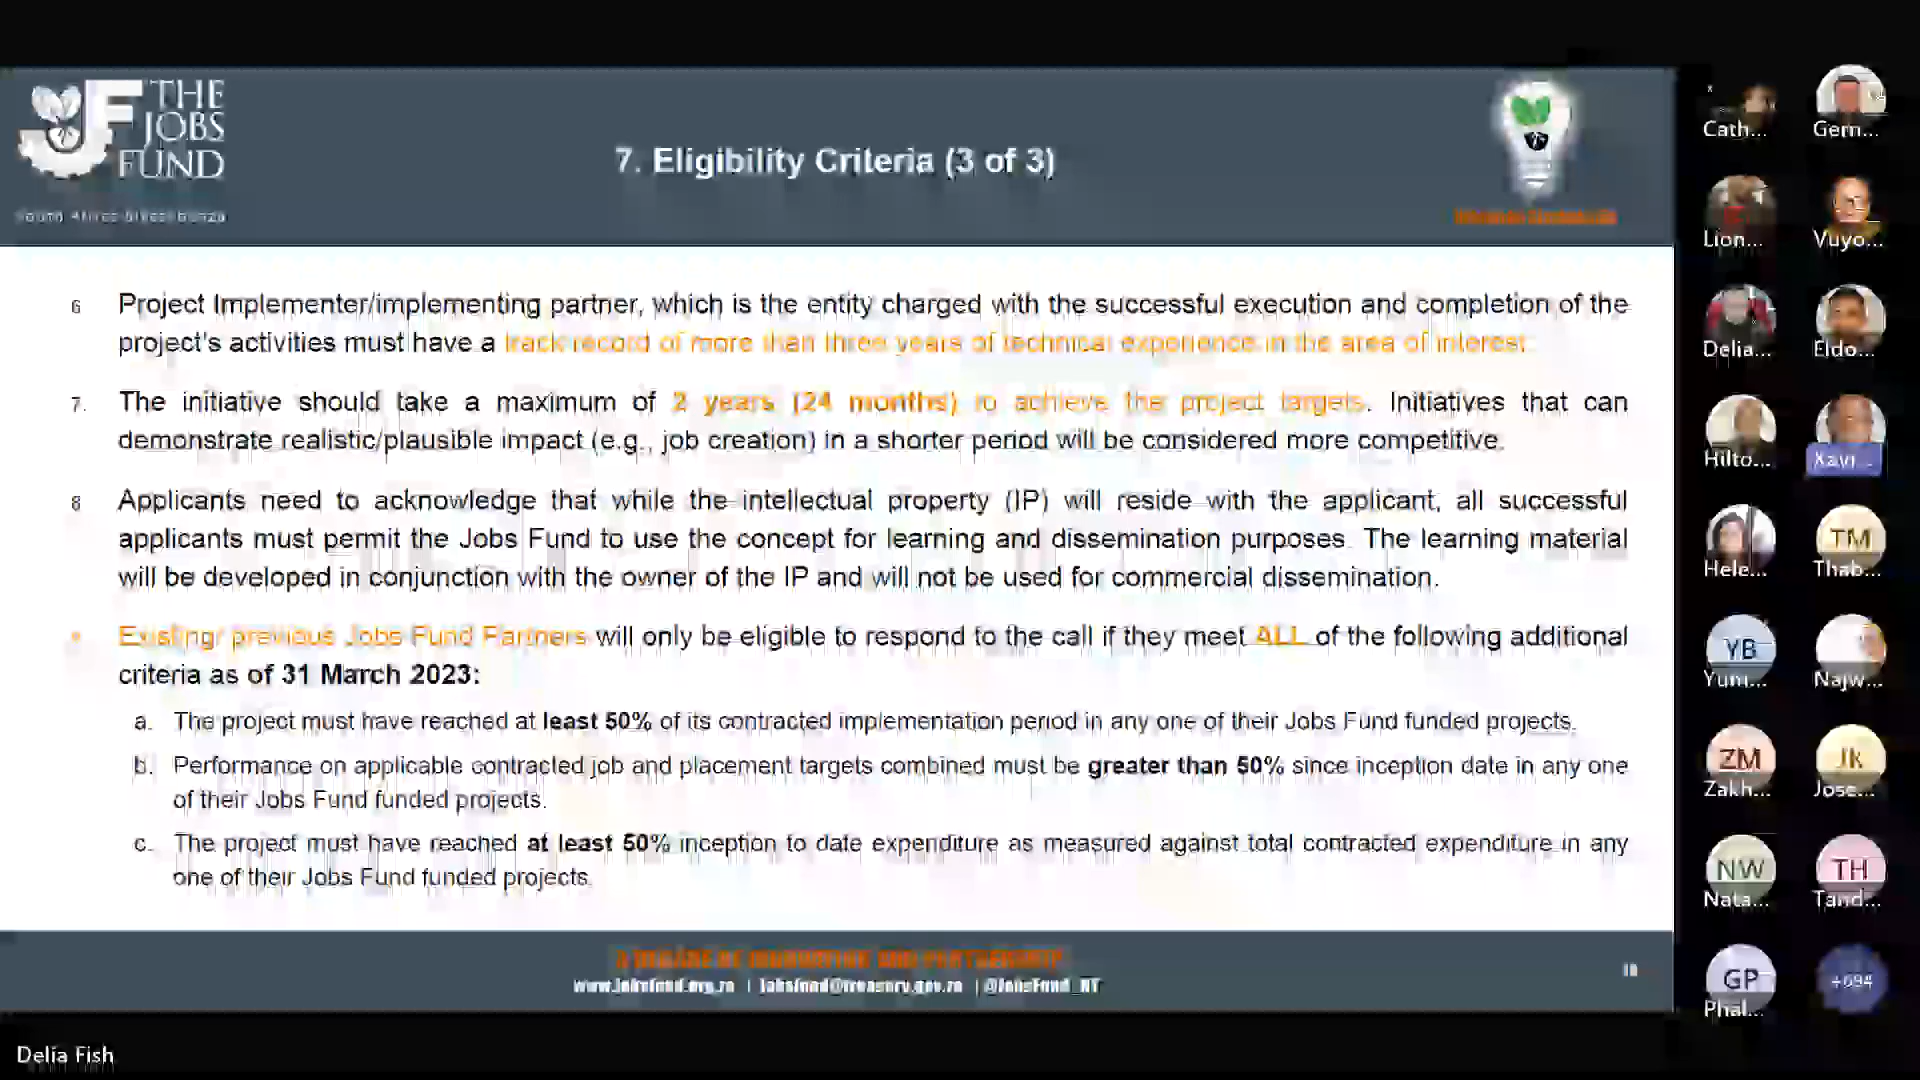 THE
JOBS
FUND
7. Eligibility Criteria (3 of 3)
6 Project Implementer/implementing partner, which is the entity charged with the successful execution and completion of the
project's activities must have a track record of more than three years of technical experience in the area of interest.
7. The initiative should take a maximum of 2 years (24 months) to achieve the project targets. Initiatives that can
demonstrate realistic/plausible impact (e.g., job creation) in a shorter period will be considered more competitive.
8 Applicants need to acknowledge that while the intellectual property (IP) will reside with the applicant, all successful
applicants must permit the Jobs Fund to use the concept for learning and dissemination purposes. The learning material
will be developed in conjunction with the owner of the IP and will not be used for commercial dissemination.
• Existing/ previous Jobs Fund Partners will only be eligible to respond to the call if they meet ALL of the following additional
criteria as of 31 March 2023:
a. The project must have reached at least 50% of its contracted implementation period in any one of their Jobs Fund funded projects.
b. Performance on applicable contracted job and placement targets combined must be greater than 50% since inception date in any one
of their Jobs Fund funded projects.
c. The project must have reached at least 50% inception to date expenditure as measured against total contracted expenditure in any
one of their Jobs Fund funded projects.
A DECADE OF INNOVATION AND PARTNERSHIP
www.jobsfund.org.za | jobsfund@treasury.gov.za | @JobsFund_NT
Cath... Gem...
Lion... Vuyo...
Delia... Eldo...
Hilto... Xavi...
Hele... TM Thab...
YB Yum... Najw...
ZM Zakh... JK Jose...
NW Nata... TH Tand...
GP Phal... +694
Delia Fish